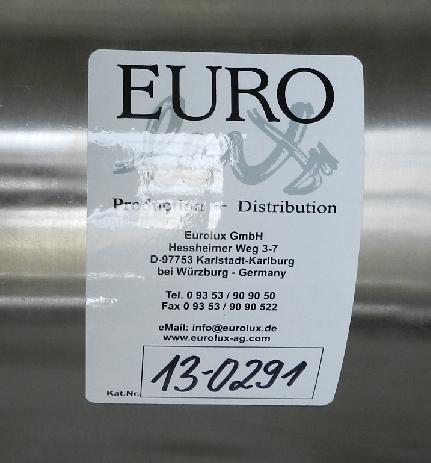 EURO
lux
Production - Distribution
Eurolux GmbH
Hessheimer Weg 3-7
D-97753 Karlstadt-Karlburg
bei Würzburg - Germany
Tel. 0 93 53 / 90 90 50
Fax 0 93 53 / 90 90 522
eMail: info@eurolux.de
www.eurolux-ag.com
Kat.Nr. 13-0291